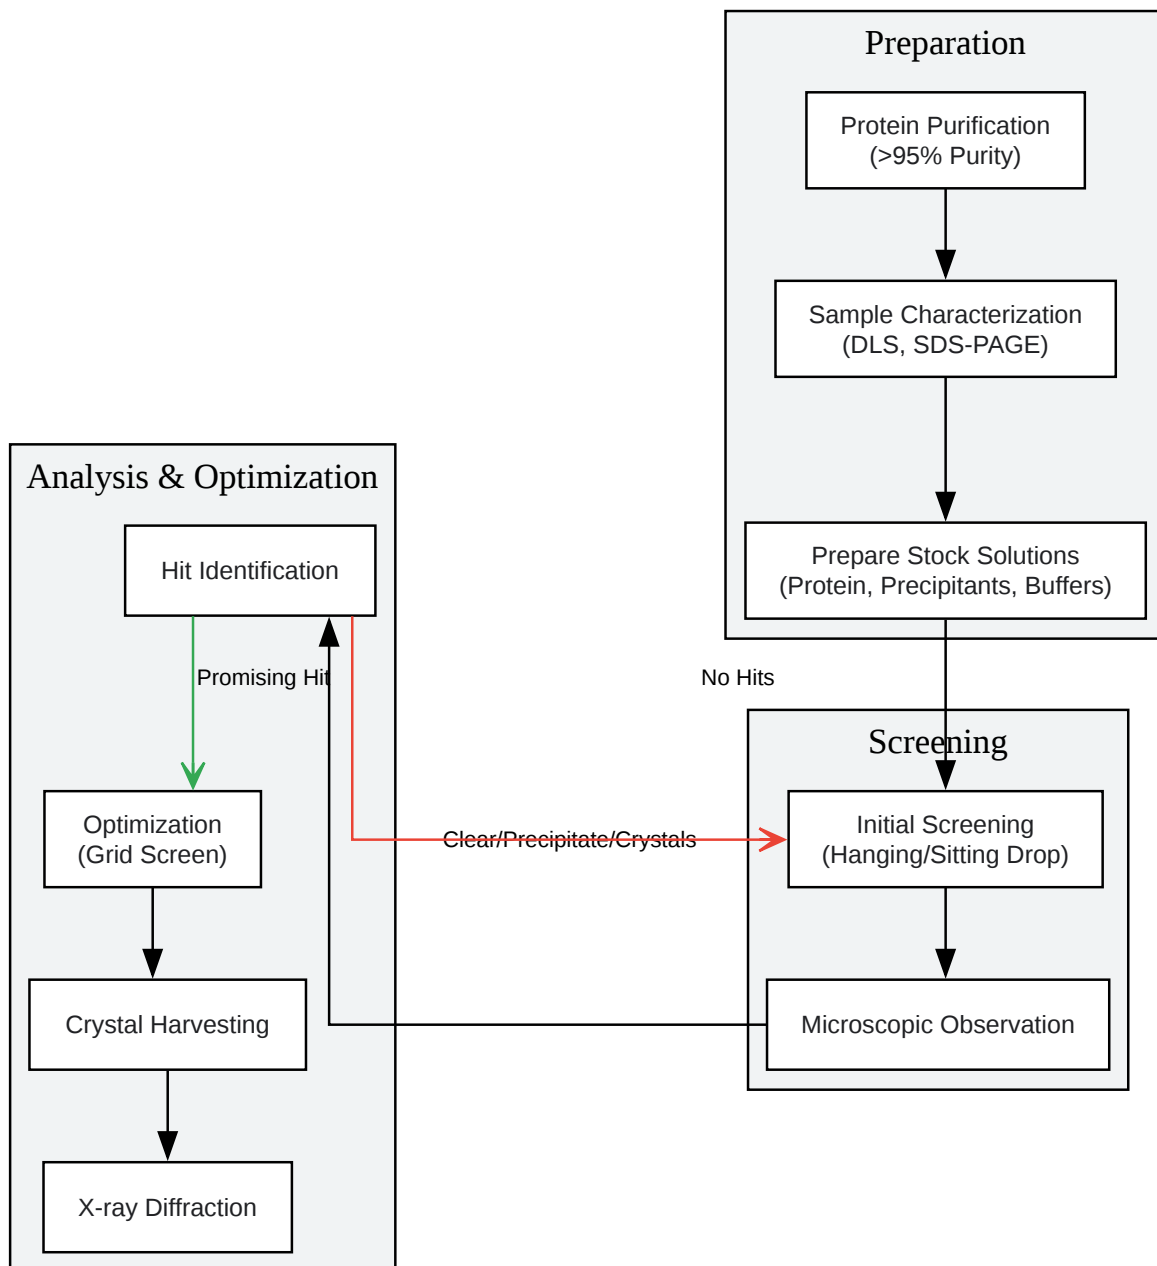 Preparation
Protein Purification
(>95% Purity)
Sample Characterization
(DLS, SDS-PAGE)
Prepare Stock Solutions
(Protein, Precipitants, Buffers)
Analysis & Optimization
Hit Identification
Promising Hit
No Hits
Screening
Initial Screening
(Hanging/Sitting Drop)
Clear/Precipitate/Crystals
Optimization
(Grid Screen)
Microscopic Observation
Crystal Harvesting
X-ray Diffraction